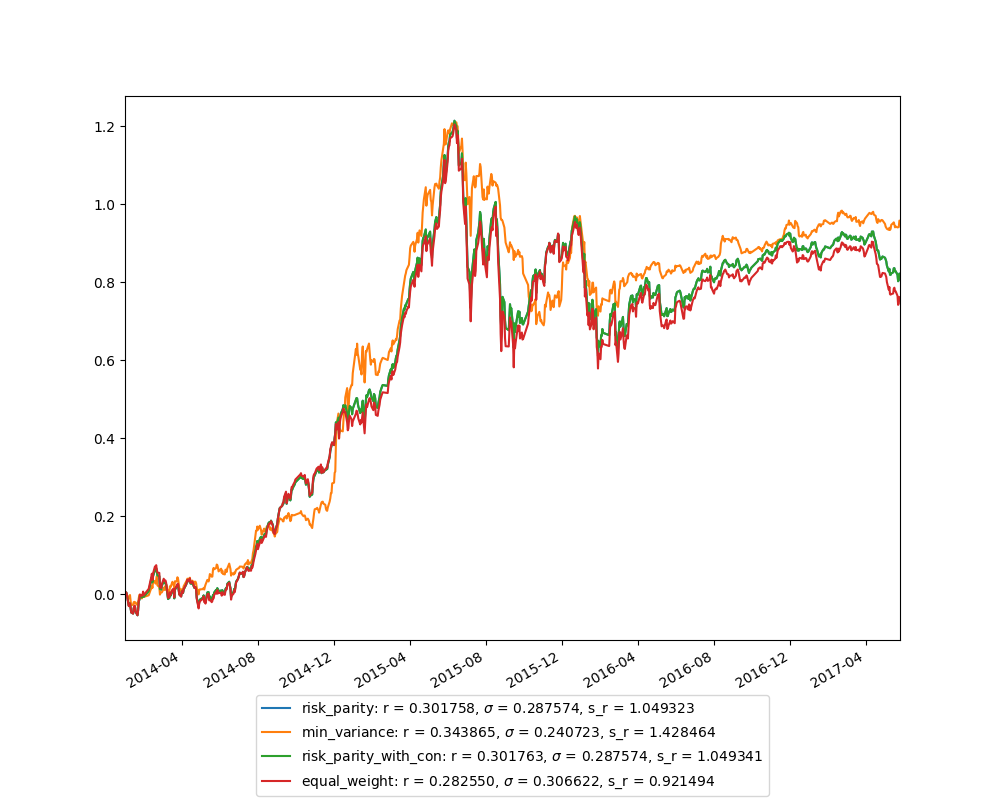 1.2
1.0
0.8
0.6
0.4
0.2
0.0
2014-04 2014-08 2014-12 2015-04 2015-08 2015-12 2016-04 2016-08 2016-12 2017-04
risk_parity: r = 0.301758, σ = 0.287574, s_r = 1.049323
min_variance: r = 0.343865, σ = 0.240723, s_r = 1.428464
risk_parity_with_con: r = 0.301763, σ = 0.287574, s_r = 1.049341
equal_weight: r = 0.282550, σ = 0.306622, s_r = 0.921494